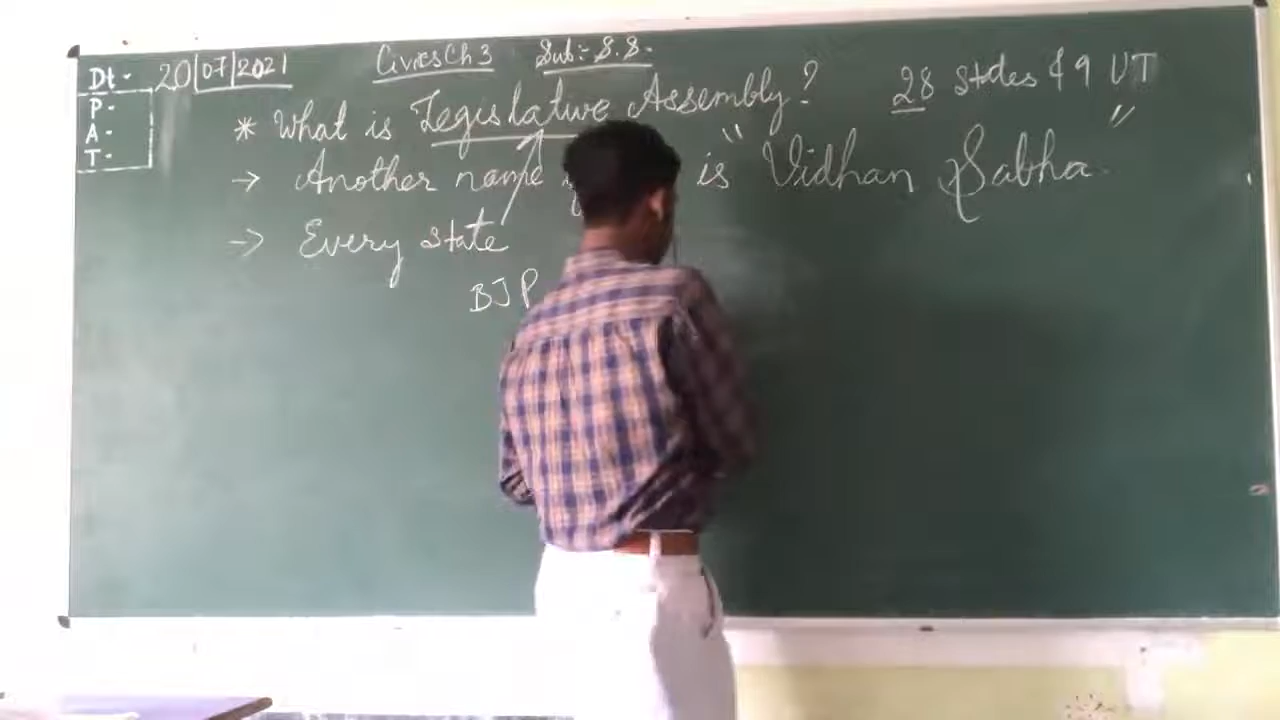 Dt- 20|07|2021 Civics Ch 3 Sub:- S.S.
P-
A-
T-
28 States & 9 UT
* What is Legislative Assembly?
→ Another name is "Vidhan Sabha"
→ Every state
BJP